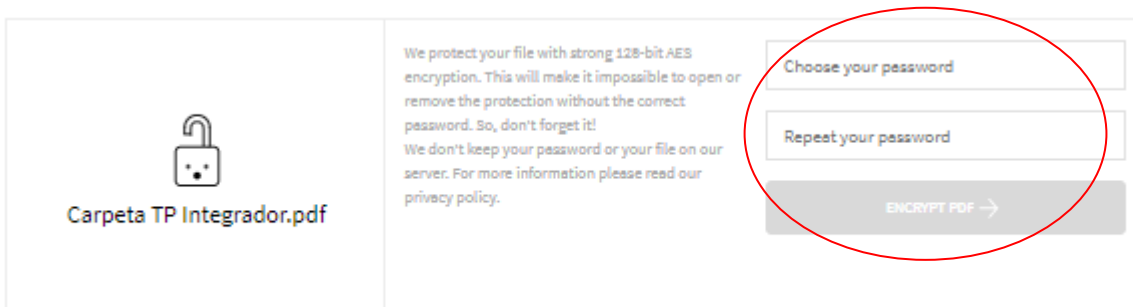 Carpeta TP Integrador.pdf
We protect your file with strong 128-bit AES
encryption. This will make it impossible to open or
remove the protection without the correct
password. So, don't forget it!
We don't keep your password or your file on our
server. For more information please read our
privacy policy.
Choose your password
Repeat your password
ENCRYPT PDF →